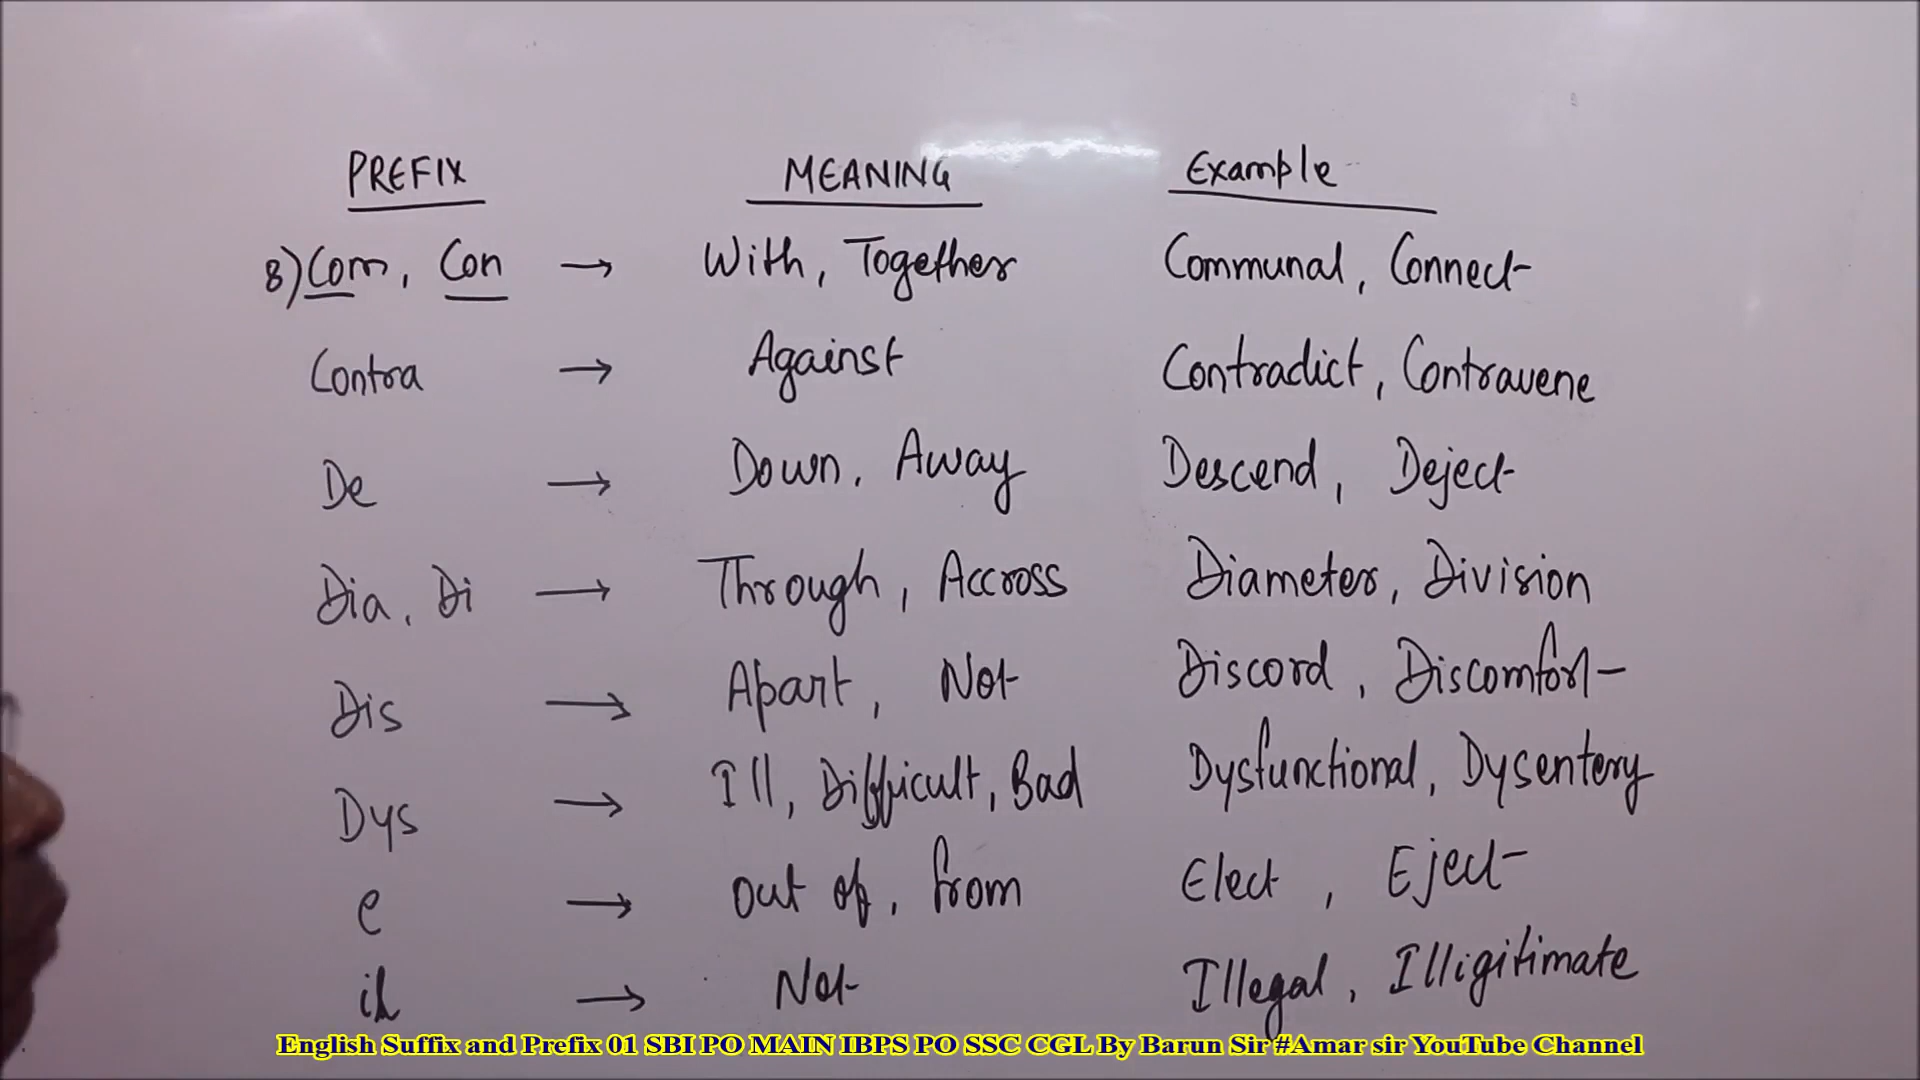 PREFIX MEANING Example
8) Com, Con → With, Together Communal, Connect
Contra → Against Contradict, Contravene
De → Down, Away Descend, Deject
Dia, Di → Through, Accross Diameter, Division
Dis → Apart, Not Discord, Discomfort
Dys → Ill, Difficult, Bad Dysfunctional, Dysentery
e → out of, from Elect, Eject
il → Not Illegal, Illigitimate
English Suffix and Prefix 01 SBI PO MAIN IBPS PO SSC CGL By Barun Sir #Amar sir YouTube Channel